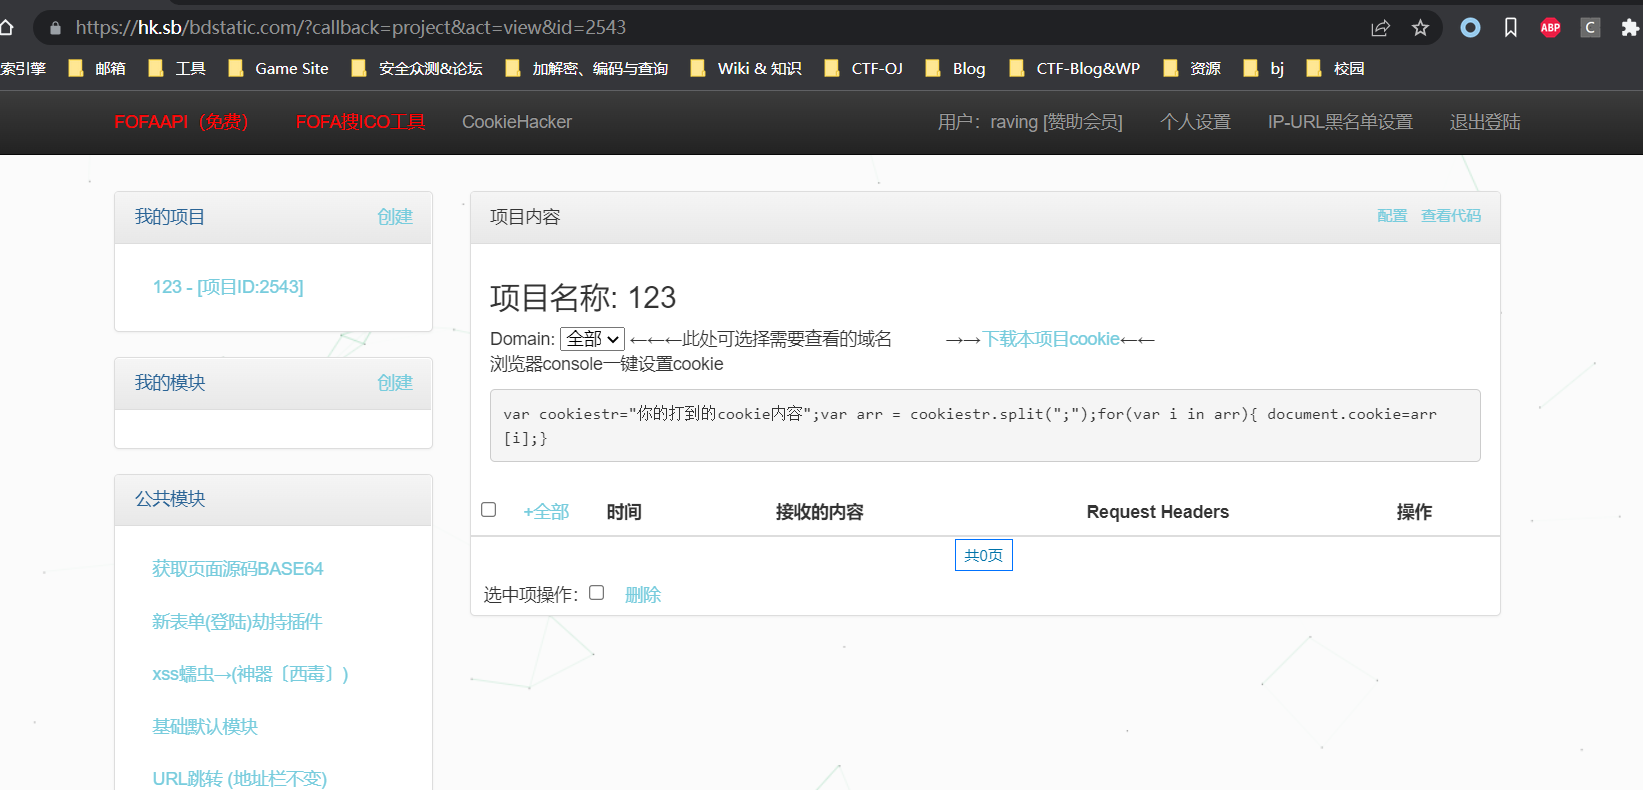 https://hk.sb/bdstatic.com/?callback=project&act=view&id=2543
ABP
C
索引擎 邮箱 工具 Game Site 安全众测&论坛 加解密、编码与查询 Wiki & 知识 CTF-OJ Blog CTF-Blog&WP 资源 bj 校园
FOFAAPI（免费） FOFA搜ICO工具 CookieHacker 用户：raving [赞助会员] 个人设置 IP-URL黑名单设置 退出登陆
我的项目 创建
123 - [项目ID:2543]
我的模块 创建
公共模块
获取页面源码BASE64
新表单(登陆)劫持插件
xss蠕虫→(神器〔西毒〕)
基础默认模块
URL跳转 (地址栏不变)
项目内容 配置 查看代码
项目名称: 123
Domain: 全部 ←←←此处可选择需要查看的域名 →→下载本项目cookie←←
浏览器console一键设置cookie
var cookiestr="你的打到的cookie内容";var arr = cookiestr.split(";");for(var i in arr){ document.cookie=arr
[i];}
+全部 时间 接收的内容 Request Headers 操作
共0页
选中项操作： 删除